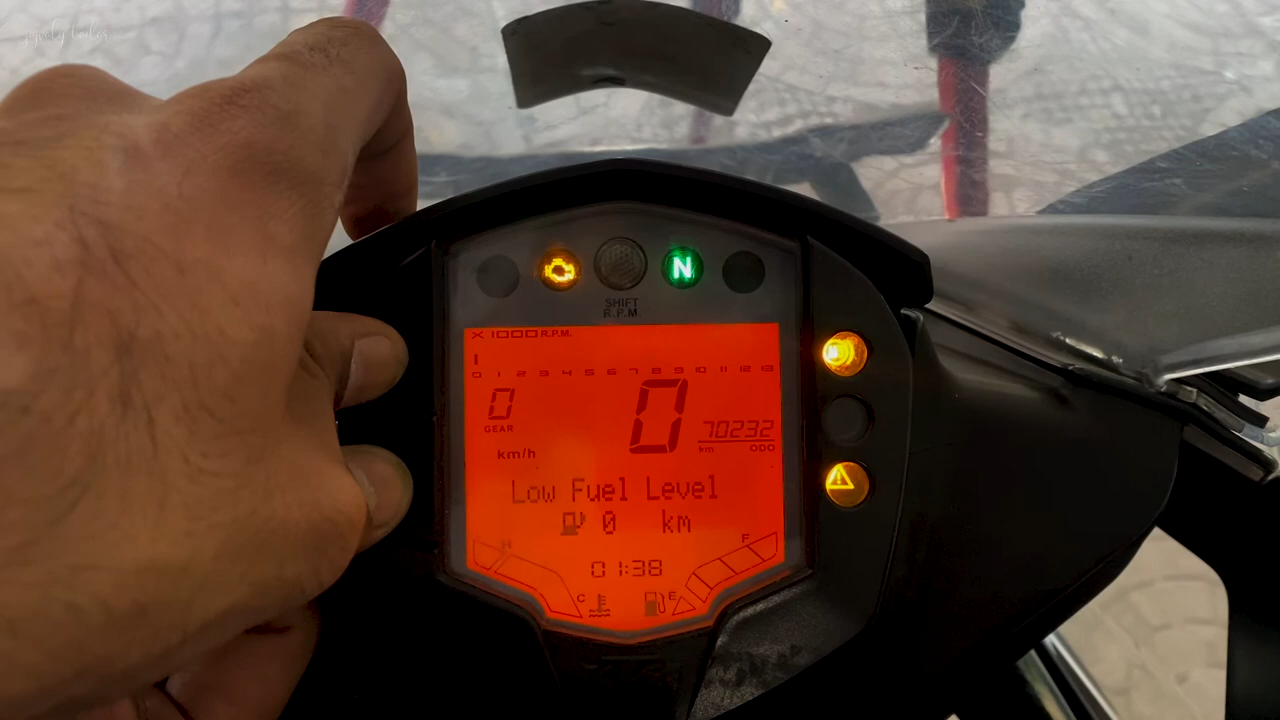 N
SHIFT
R.P.M
X 1000 R.P.M.
0 1 2 3 4 5 6 7 8 9 10 11 12 13
0
GEAR
0
70232
km ODO
km/h
Low Fuel Level
0 km
H
F
01:38
C
E